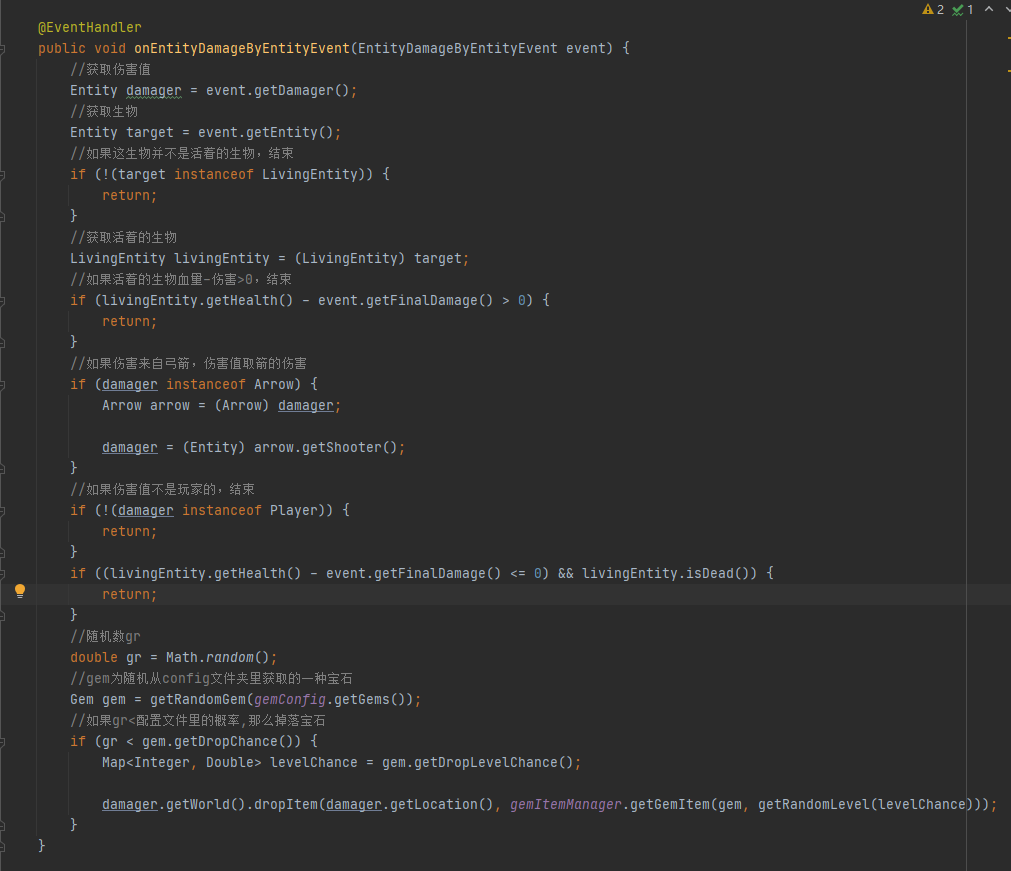 2 1
@EventHandler
public void onEntityDamageByEntityEvent(EntityDamageByEntityEvent event) {
//获取伤害值
Entity damager = event.getDamager();
//获取生物
Entity target = event.getEntity();
//如果这生物并不是活着的生物，结束
if (!(target instanceof LivingEntity)) {
return;
}
//获取活着的生物
LivingEntity livingEntity = (LivingEntity) target;
//如果活着的生物血量-伤害>0，结束
if (livingEntity.getHealth() - event.getFinalDamage() > 0) {
return;
}
//如果伤害来自弓箭，伤害值取箭的伤害
if (damager instanceof Arrow) {
Arrow arrow = (Arrow) damager;
damager = (Entity) arrow.getShooter();
}
//如果伤害值不是玩家的，结束
if (!(damager instanceof Player)) {
return;
}
if ((livingEntity.getHealth() - event.getFinalDamage() <= 0) && livingEntity.isDead()) {
return;
}
//随机数gr
double gr = Math.random();
//gem为随机从config文件夹里获取的一种宝石
Gem gem = getRandomGem(gemConfig.getGems());
//如果gr<配置文件里的概率,那么掉落宝石
if (gr < gem.getDropChance()) {
Map<Integer, Double> levelChance = gem.getDropLevelChance();
damager.getWorld().dropItem(damager.getLocation(), gemItemManager.getGemItem(gem, getRandomLevel(levelChance)));
}
}